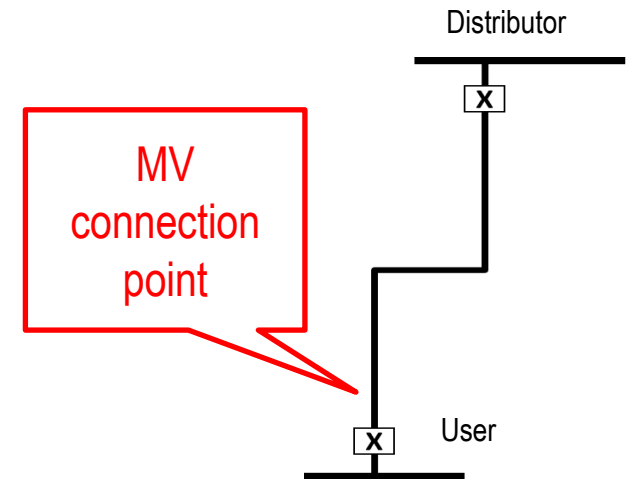 Distributor
X
MV
connection
point
X
User